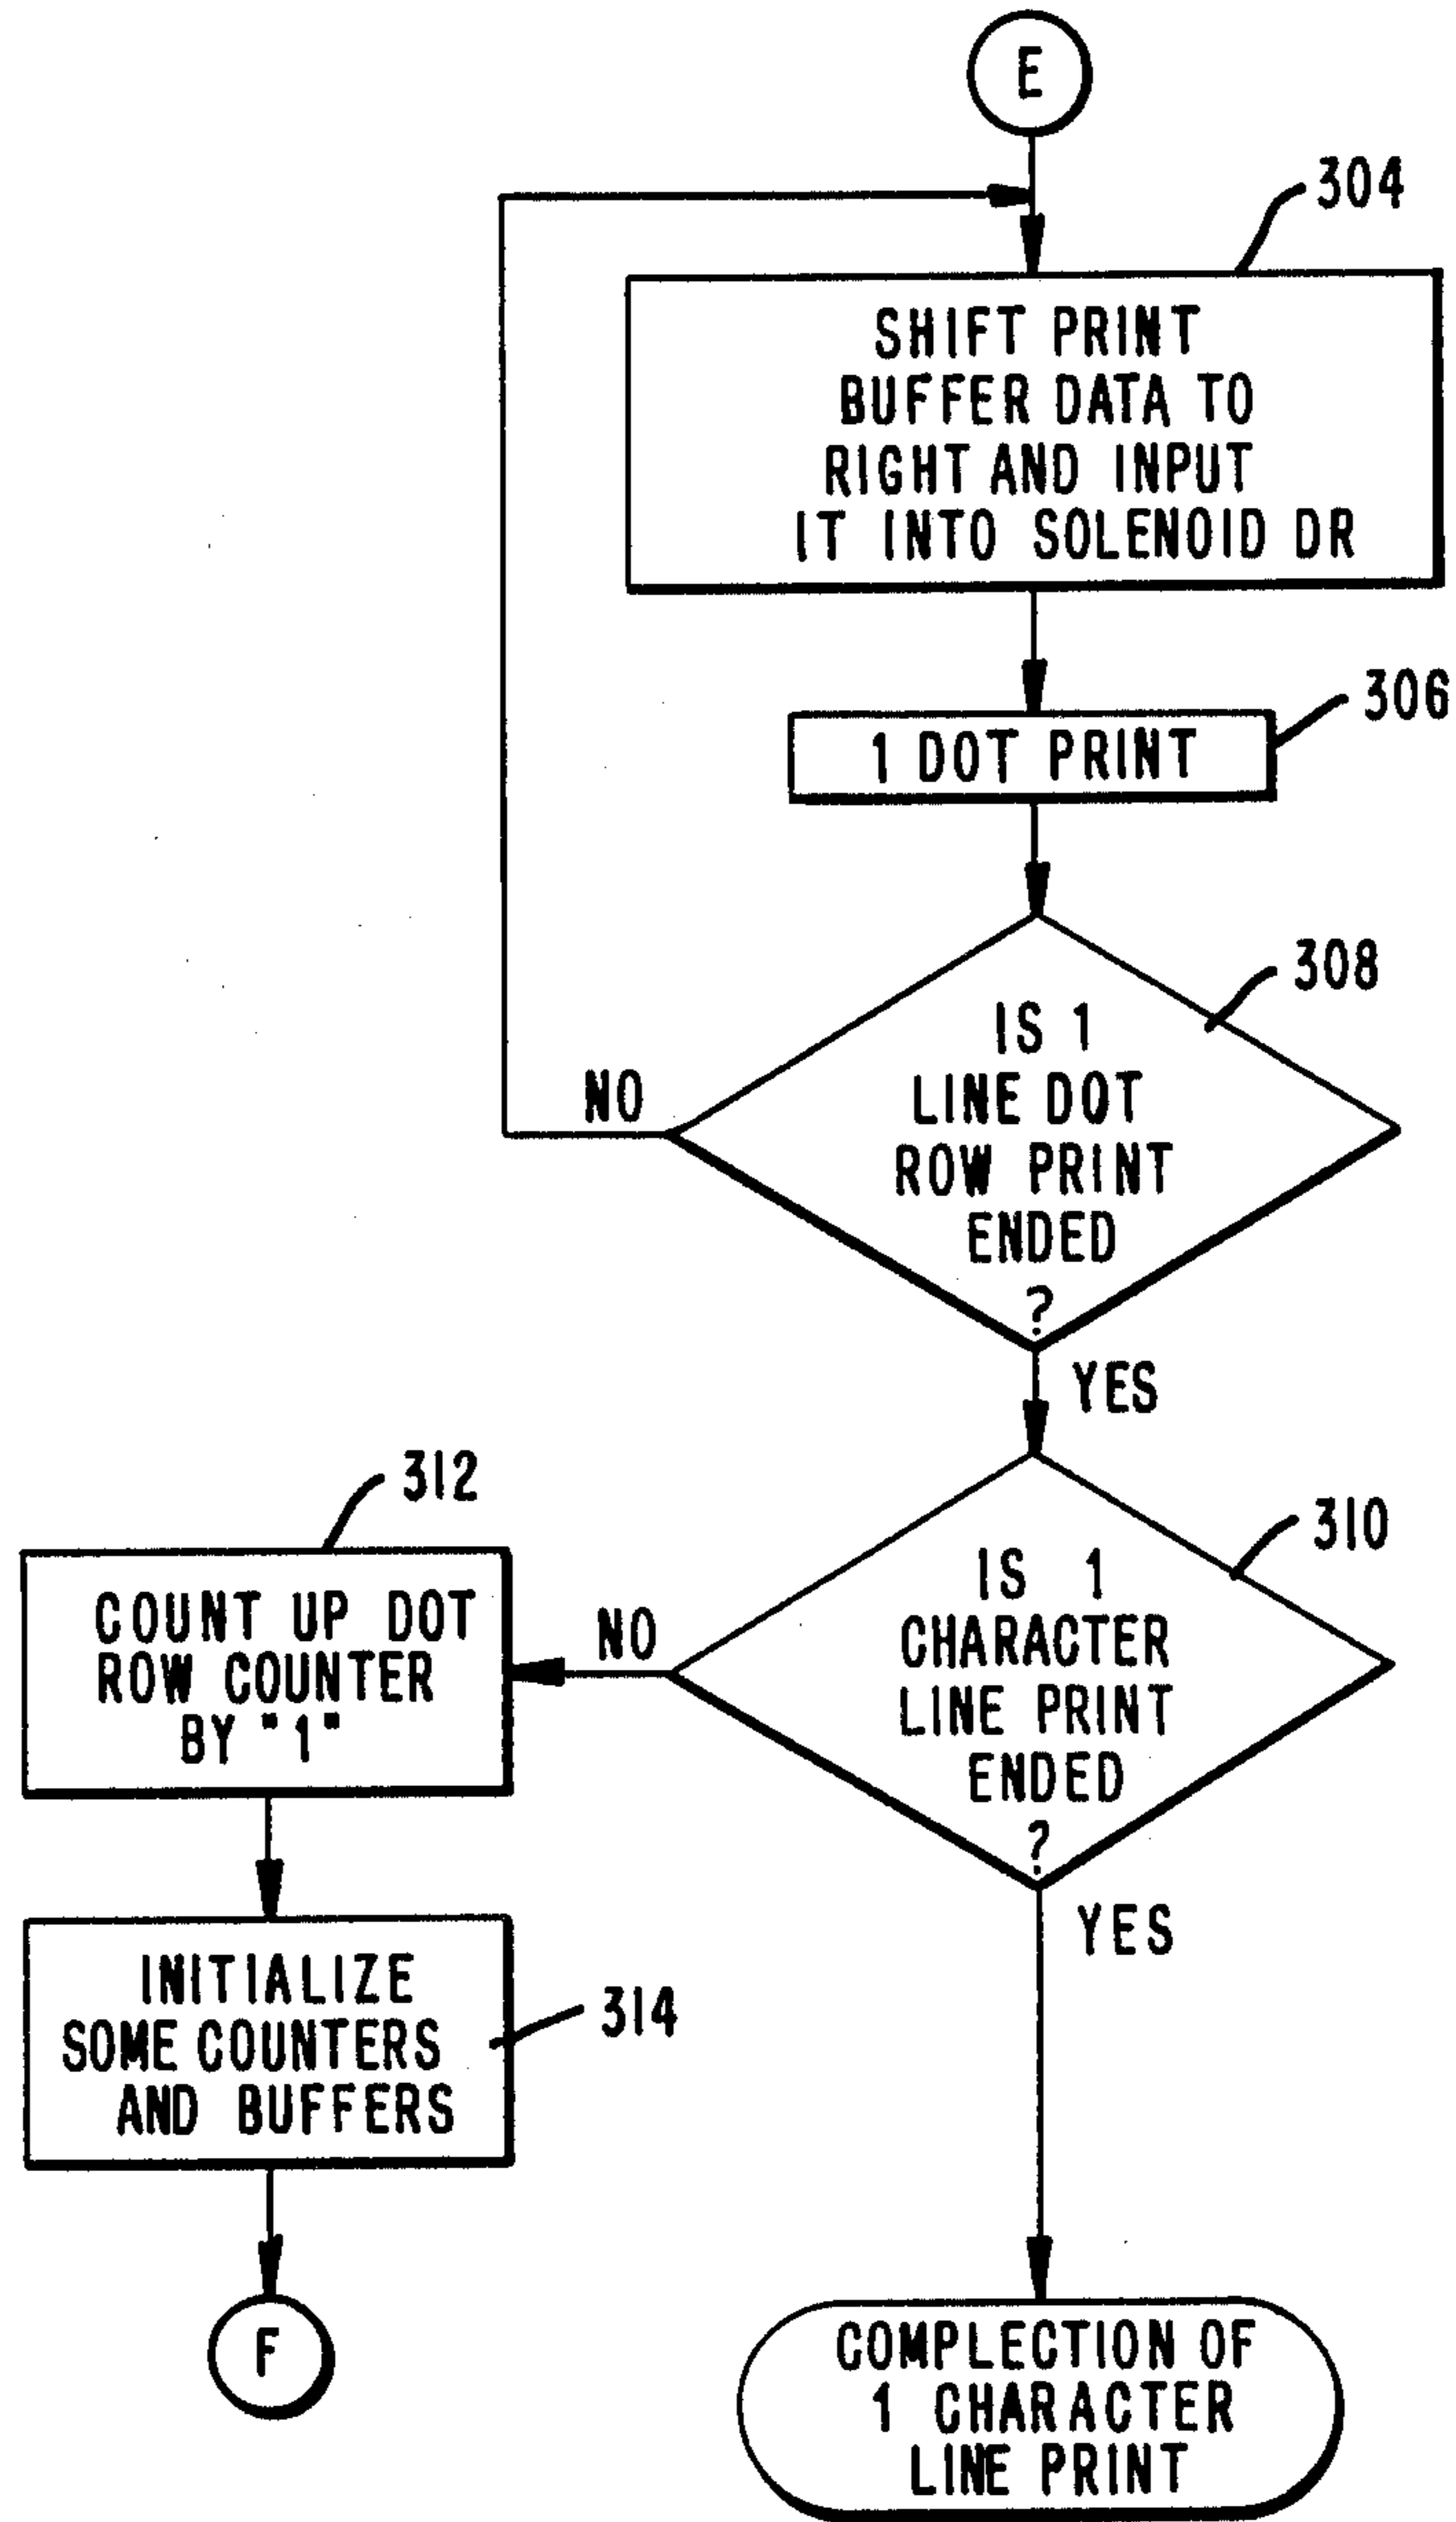 E
304
SHIFT PRINT
BUFFER DATA TO
RIGHT AND INPUT
IT INTO SOLENOID DR
306
1 DOT PRINT
308
IS 1
LINE DOT
ROW PRINT
ENDED
?
NO
YES
310
IS 1
CHARACTER
LINE PRINT
ENDED
?
NO
YES
312
COUNT UP DOT
ROW COUNTER
BY "1"
314
INITIALIZE
SOME COUNTERS
AND BUFFERS
F
COMPLECTION OF
1 CHARACTER
LINE PRINT